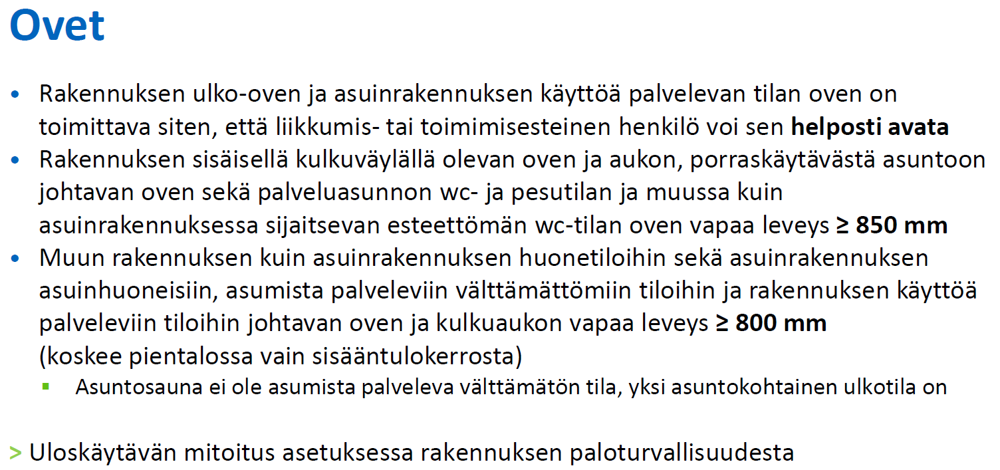 Ovet
• Rakennuksen ulko-oven ja asuinrakennuksen käyttöä palvelevan tilan oven on
toimittava siten, että liikkumis- tai toimimisesteinen henkilö voi sen helposti avata
• Rakennuksen sisäisellä kulkuväylällä olevan oven ja aukon, porraskäytävästä asuntoon
johtavan oven sekä palveluasunnon wc- ja pesutilan ja muussa kuin
asuinrakennuksessa sijaitsevan esteettömän wc-tilan oven vapaa leveys ≥ 850 mm
• Muun rakennuksen kuin asuinrakennuksen huonetiloihin sekä asuinrakennuksen
asuinhuoneisiin, asumista palveleviin välttämättömiin tiloihin ja rakennuksen käyttöä
palveleviin tiloihin johtavan oven ja kulkuaukon vapaa leveys ≥ 800 mm
(koskee pientalossa vain sisääntulokerrosta)
▪ Asuntosauna ei ole asumista palveleva välttämätön tila, yksi asuntokohtainen ulkotila on
> Uloskäytävän mitoitus asetuksessa rakennuksen paloturvallisuudesta